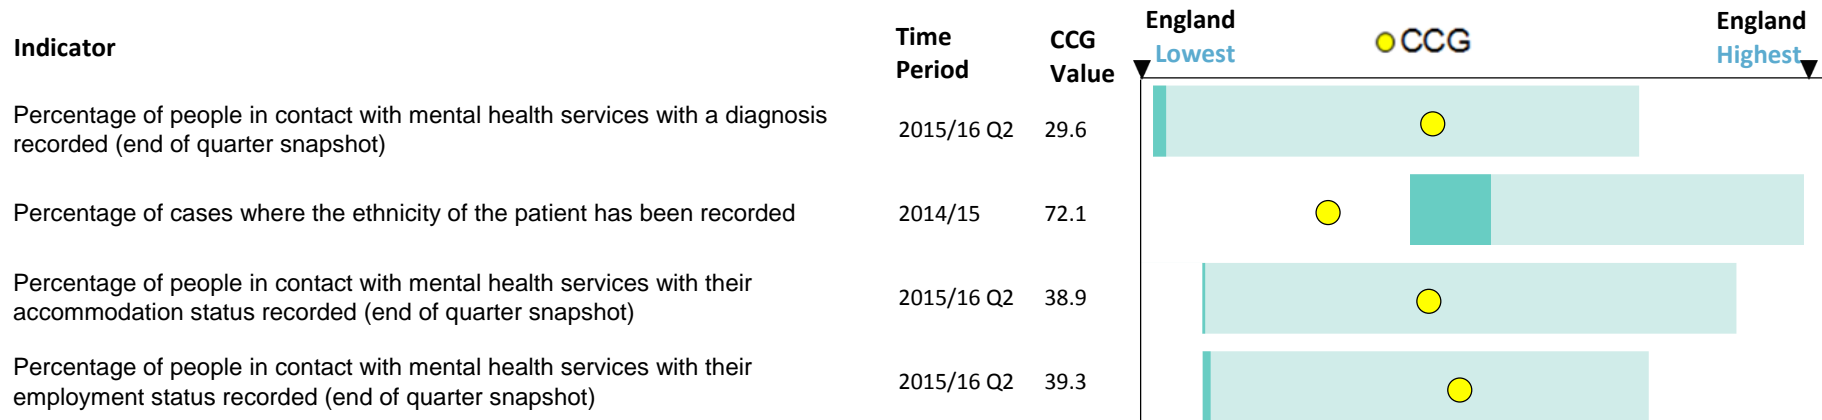 Indicator
Time Period
CCG Value
England Lowest
CCG
England Highest
Percentage of people in contact with mental health services with a diagnosis
recorded (end of quarter snapshot)
2015/16 Q2
29.6
Percentage of cases where the ethnicity of the patient has been recorded
2014/15
72.1
Percentage of people in contact with mental health services with their
accommodation status recorded (end of quarter snapshot)
2015/16 Q2
38.9
Percentage of people in contact with mental health services with their
employment status recorded (end of quarter snapshot)
2015/16 Q2
39.3